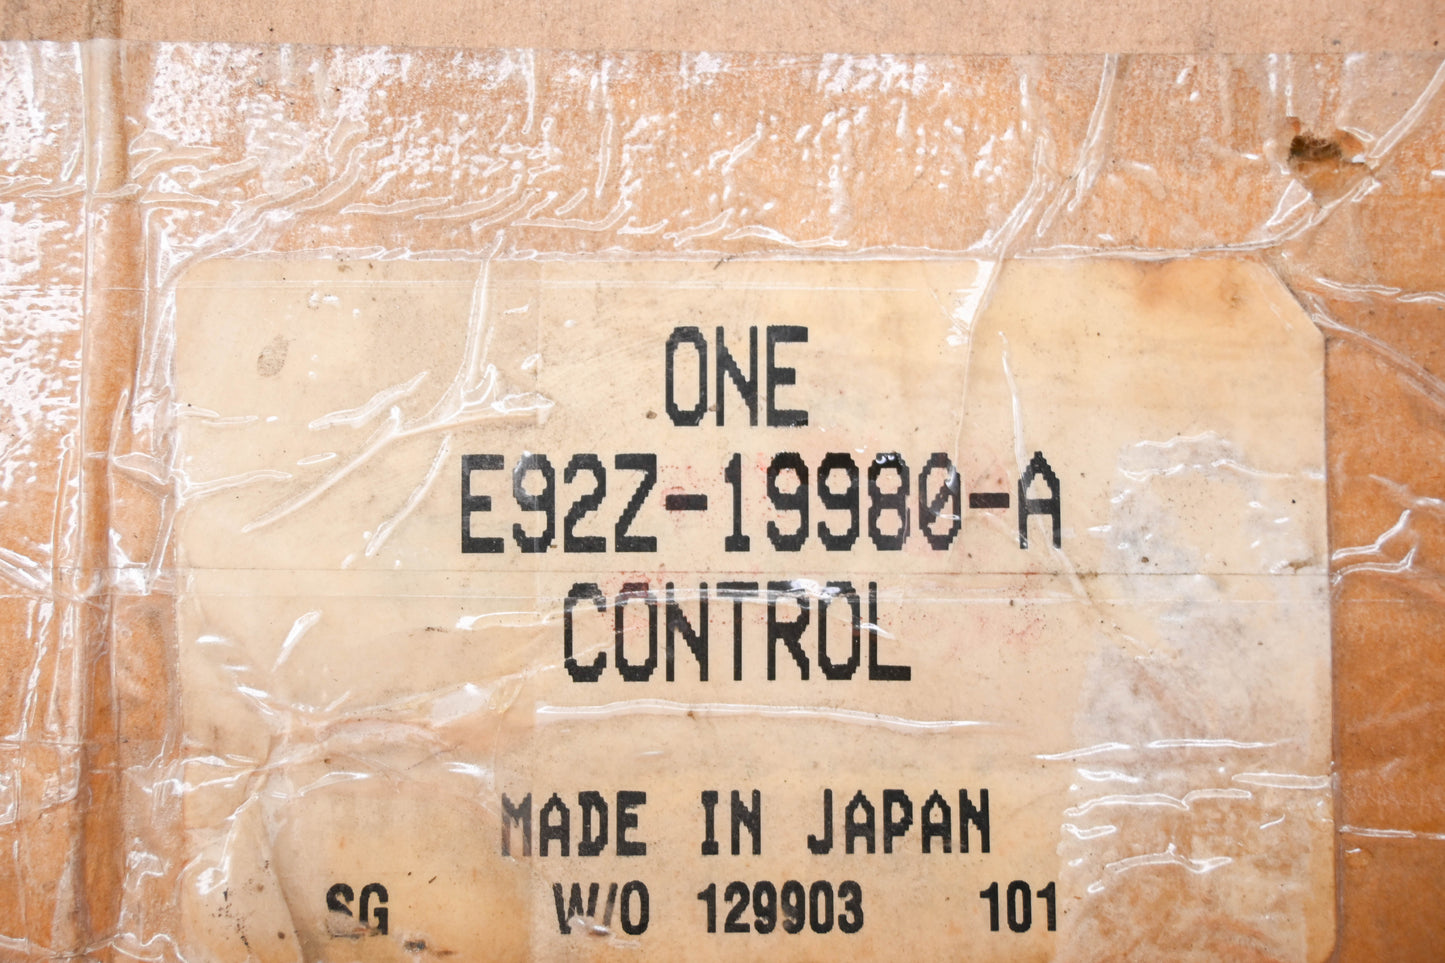 ONE
E92Z-19980-A
CONTROL
MADE IN JAPAN
SG W/O 129903 101